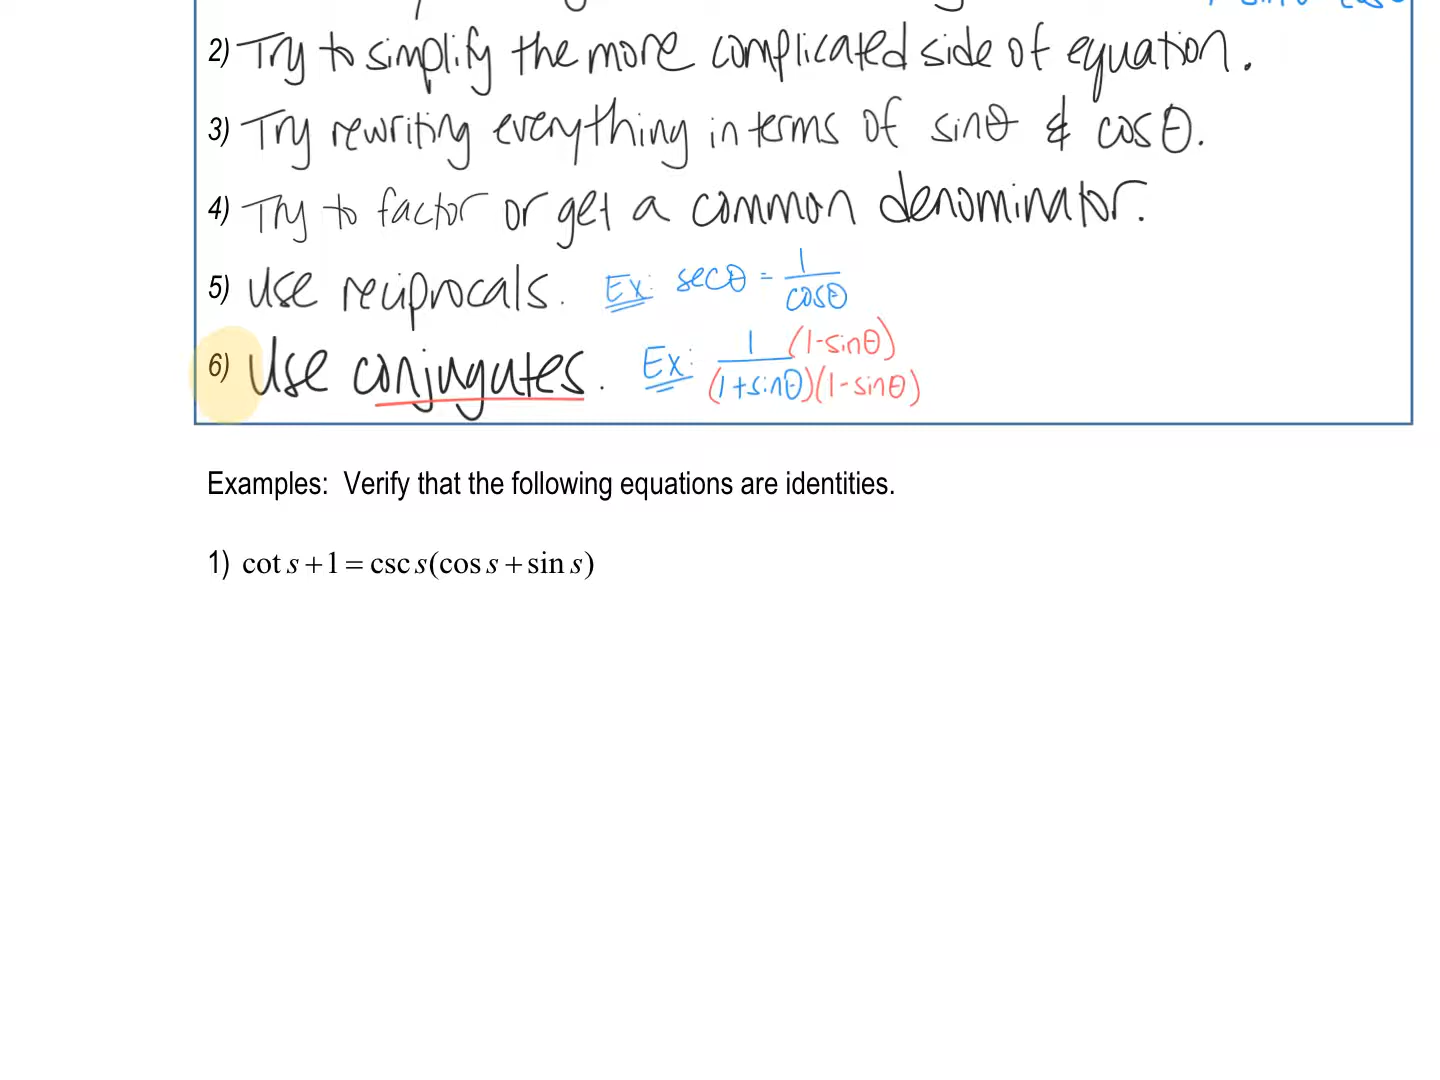 2) Try to simplify the more complicated side of equation.
3) Try rewriting everything in terms of sinθ & cosθ.
4) Try to factor or get a common denominator.
5) Use reciprocals. Ex: secθ = 1/cosθ
6) Use conjugates. Ex: 1 (1-sinθ) / (1+sinθ)(1-sinθ)
Examples: Verify that the following equations are identities.
1) cot s + 1 = csc s(cos s + sin s)